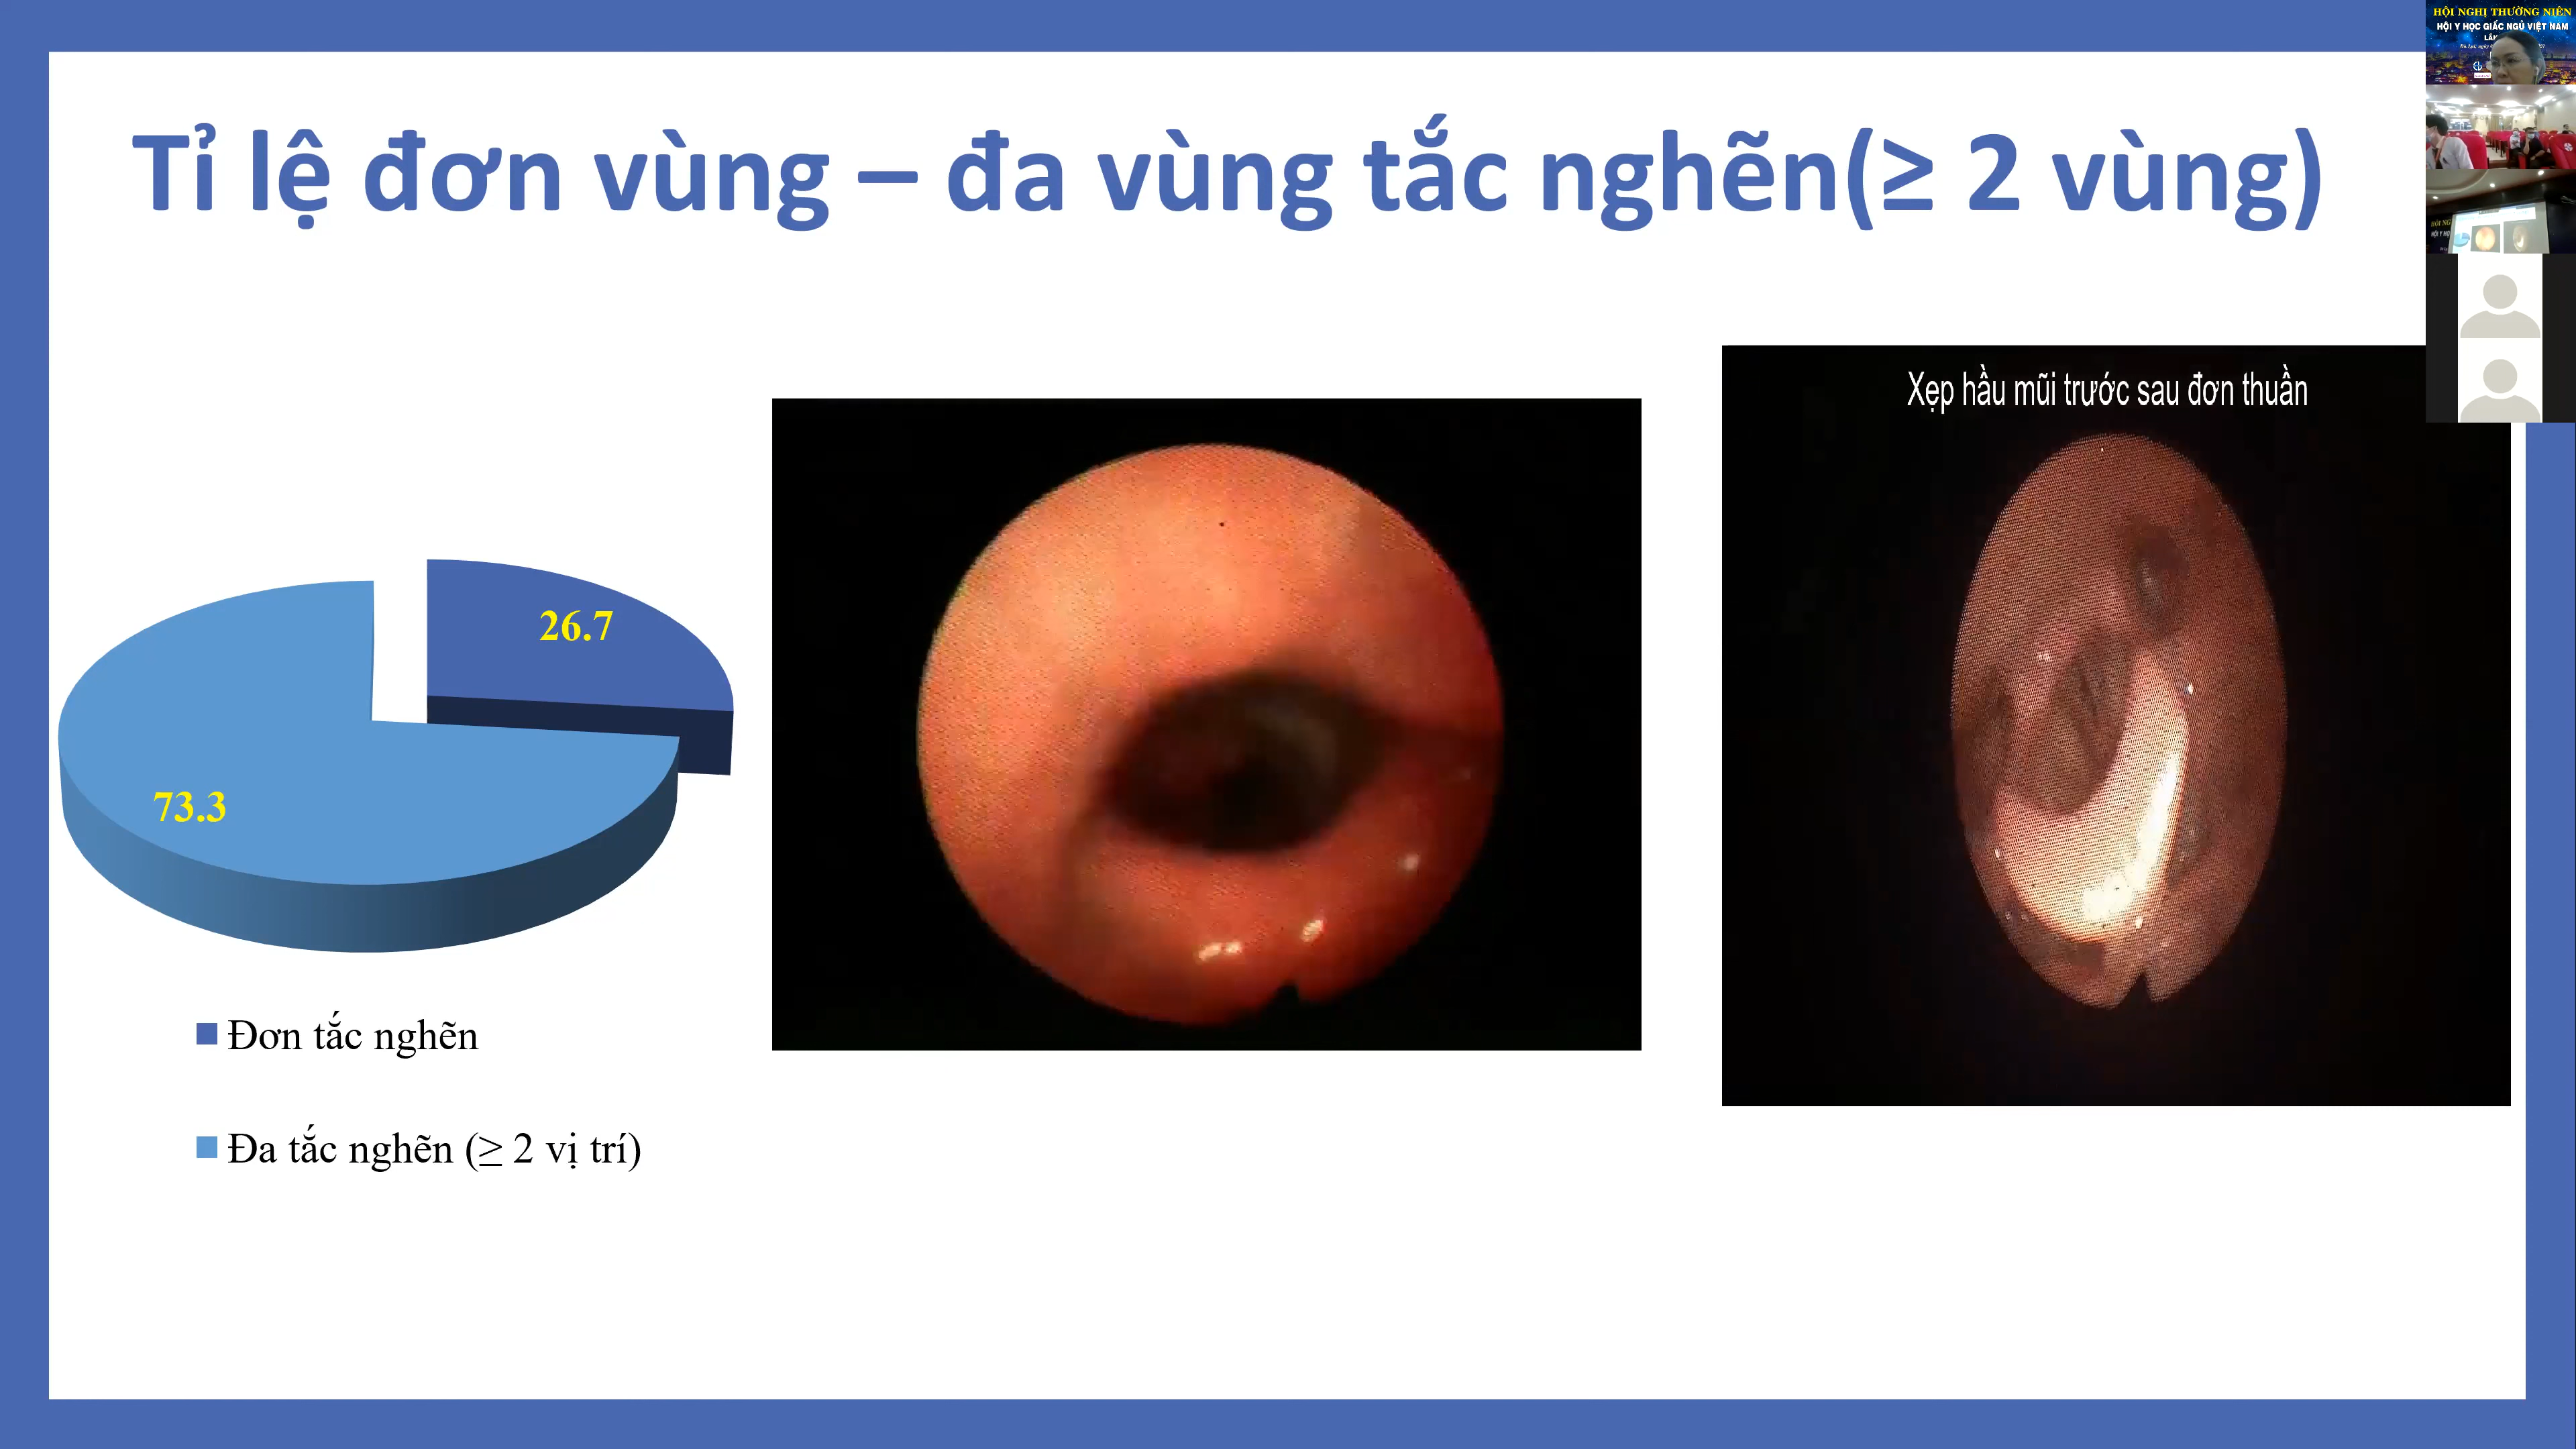 Tỉ lệ đơn vùng – đa vùng tắc nghẽn(≥ 2 vùng)
HỘI NGHỊ THƯỜNG NIÊN
HỘI Y HỌC GIẤC NGỦ VIỆT NAM
Xẹp hầu mũi trước sau đơn thuần
26.7
73.3
Đơn tắc nghẽn
Đa tắc nghẽn (≥ 2 vị trí)